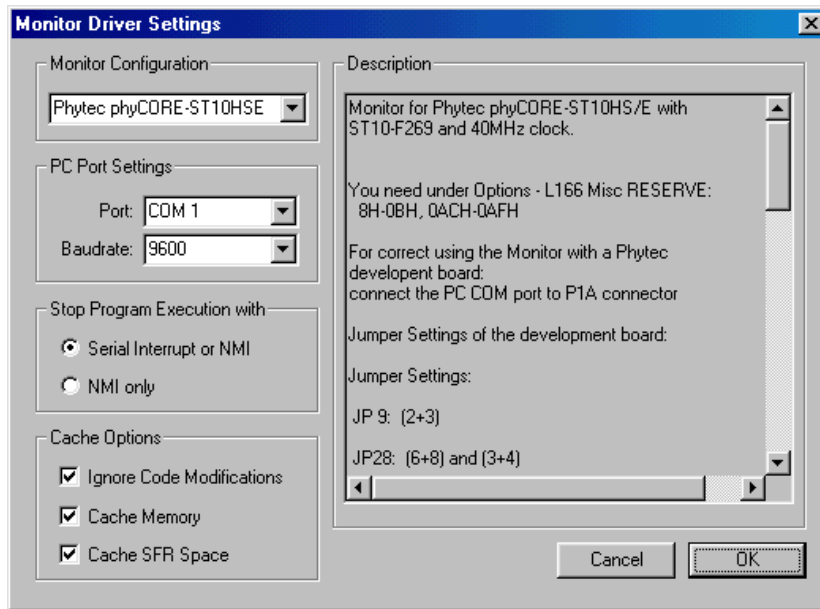 Monitor Driver Settings
Monitor Configuration
Phytec phyCORE-ST10HSE
PC Port Settings
Port: COM 1
Baudrate: 9600
Stop Program Execution with
Serial Interrupt or NMI
NMI only
Cache Options
Ignore Code Modifications
Cache Memory
Cache SFR Space
Description
Monitor for Phytec phyCORE-ST10HS/E with
ST10-F269 and 40MHz clock.
You need under Options - L166 Misc RESERVE:
8H-0BH, 0ACH-0AFH
For correct using the Monitor with a Phytec
developent board:
connect the PC COM port to P1A connector
Jumper Settings of the development board:
Jumper Settings:
JP 9: (2+3)
JP28: (6+8) and (3+4)
Cancel
OK